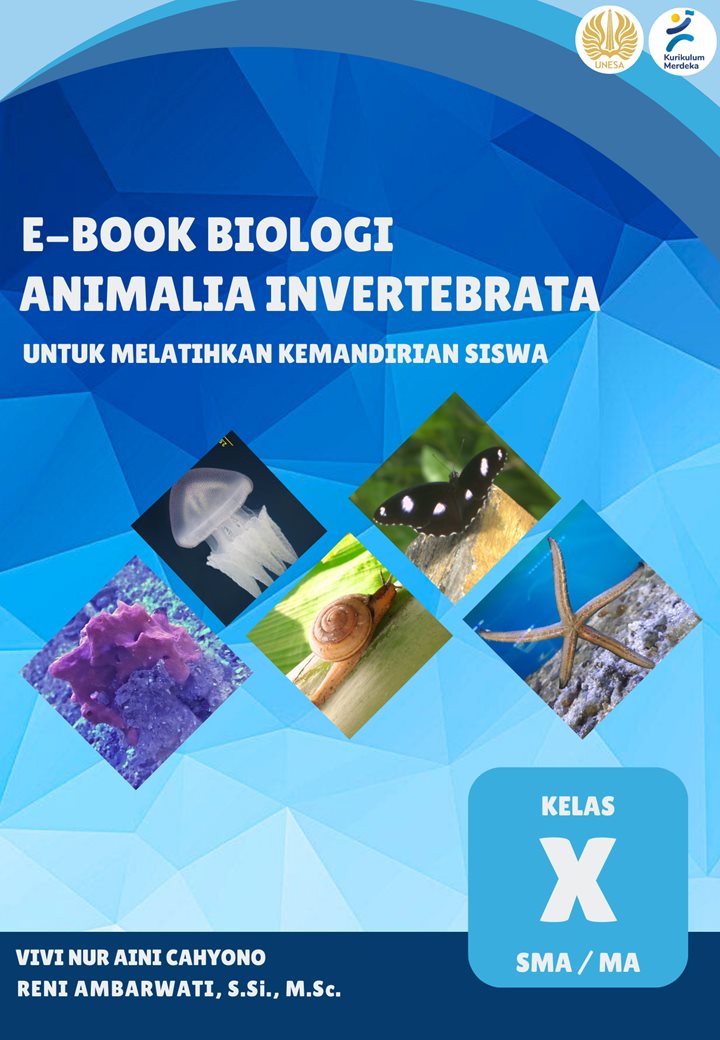 UNESA
Kurikulum
Merdeka
E-BOOK BIOLOGI
ANIMALIA INVERTEBRATA
UNTUK MELATIHKAN KEMANDIRIAN SISWA
KELAS
X
SMA / MA
VIVI NUR AINI CAHYONO
RENI AMBARWATI, S.Si., M.Sc.